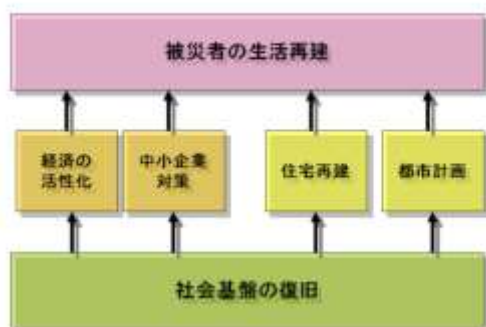 被災者の生活再建
経済の
活性化
中小企業
対策
住宅再建
都市計画
社会基盤の復旧